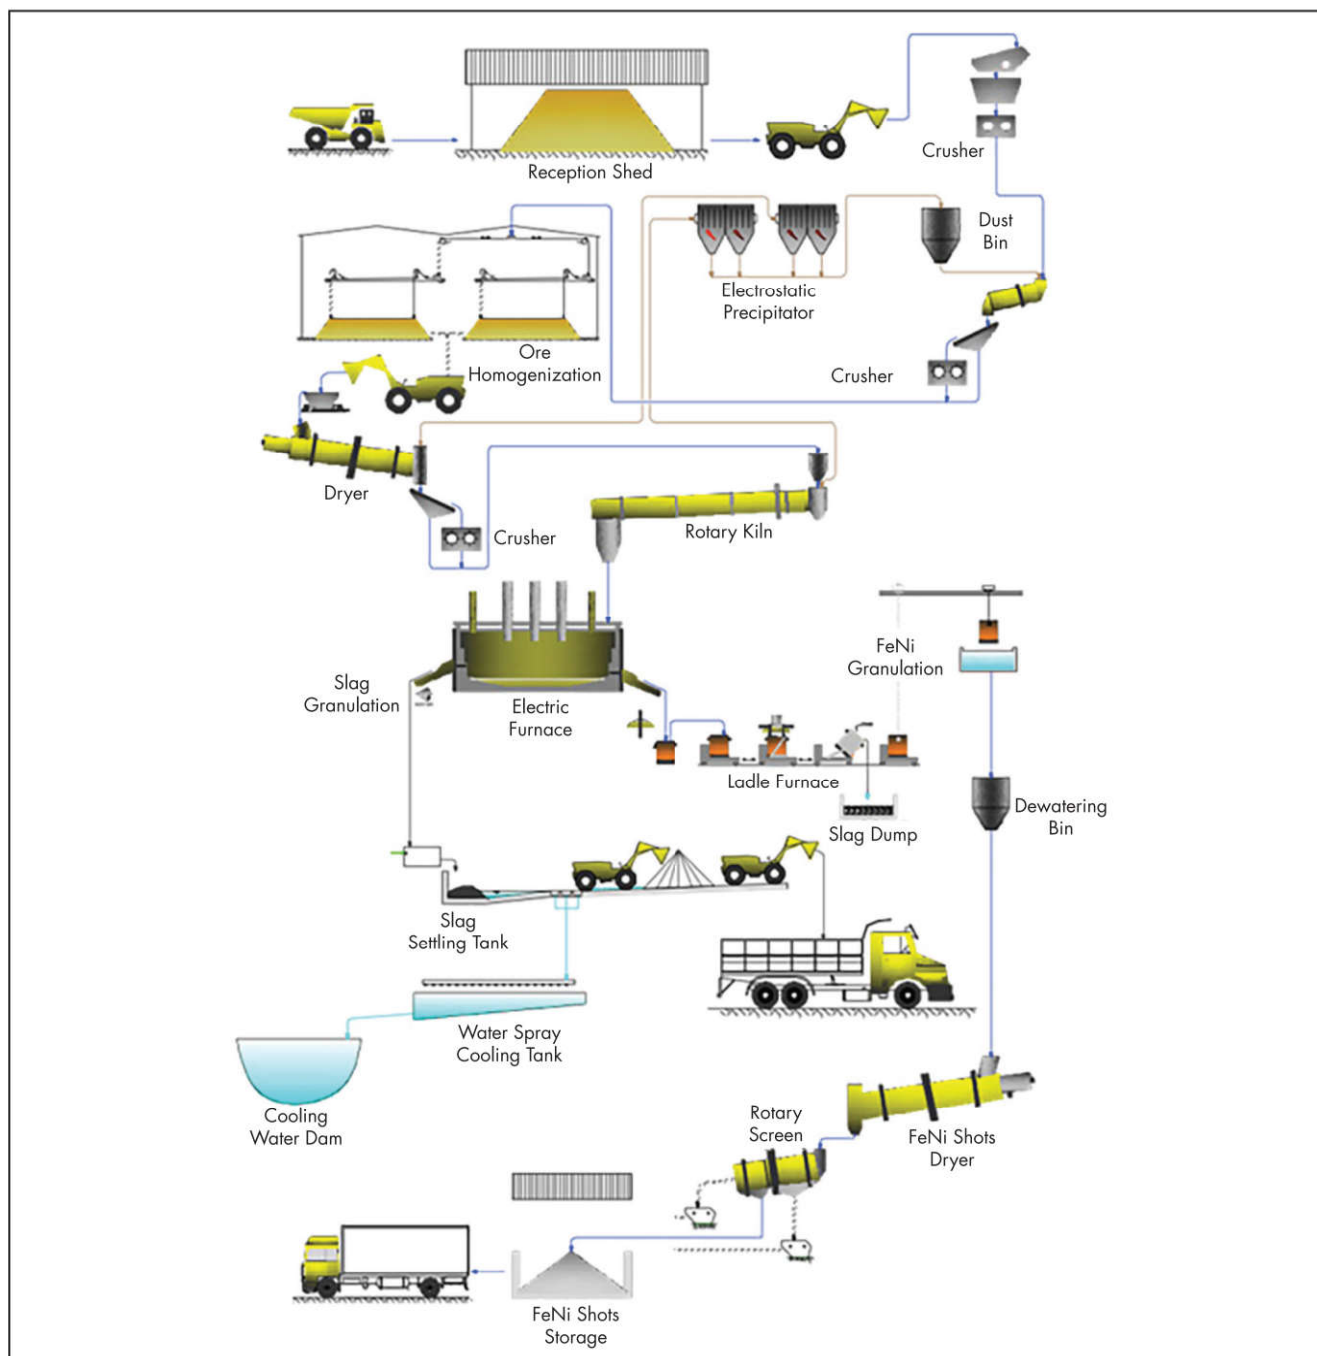 Reception Shed
Crusher
Dust
Bin
Electrostatic
Precipitator
Ore
Homogenization
Crusher
Dryer
Crusher
Rotary Kiln
FeNi
Granulation
Slag
Granulation
Electric
Furnace
Ladle Furnace
Slag Dump
Dewatering
Bin
Slag
Settling Tank
Water Spray
Cooling Tank
Cooling
Water Dam
Rotary
Screen
FeNi Shots
Dryer
FeNi Shots
Storage